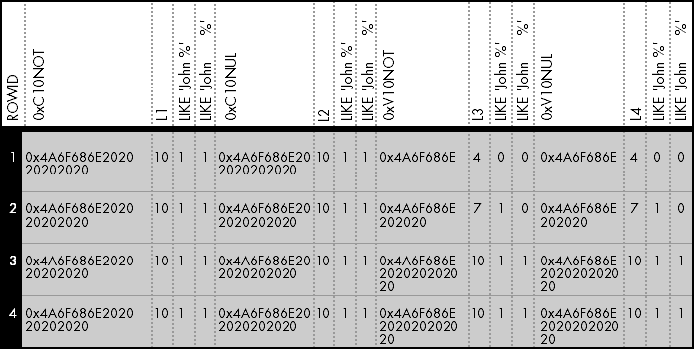 ROWID 0xC10NOT L1 LIKE 'John %' LIKE 'John   %' 0xC10NUL L2 LIKE 'John %' LIKE 'John   %' 0xV10NOT L3 LIKE 'John %' LIKE 'John   %' 0xV10NUL L4 LIKE 'John %' LIKE 'John   %'
1 0x4A6F686E2020 10 1 1 0x4A6F686E20 10 1 1 0x4A6F686E 4 0 0 0x4A6F686E 4 0 0
20202020 2020202020
2 0x4A6F686E2020 10 1 1 0x4A6F686E20 10 1 1 0x4A6F686E 7 1 0 0x4A6F686E 7 1 0
20202020 2020202020 202020 202020
3 0x4A6F686E2020 10 1 1 0x4A6F686E20 10 1 1 0x4A6F686E 10 1 1 0x4A6F686E 10 1 1
20202020 2020202020 2020202020 2020202020
20 20
4 0x4A6F686E2020 10 1 1 0x4A6F686E20 10 1 1 0x4A6F686E 10 1 1 0x4A6F686E 10 1 1
20202020 2020202020 2020202020 2020202020
20 20